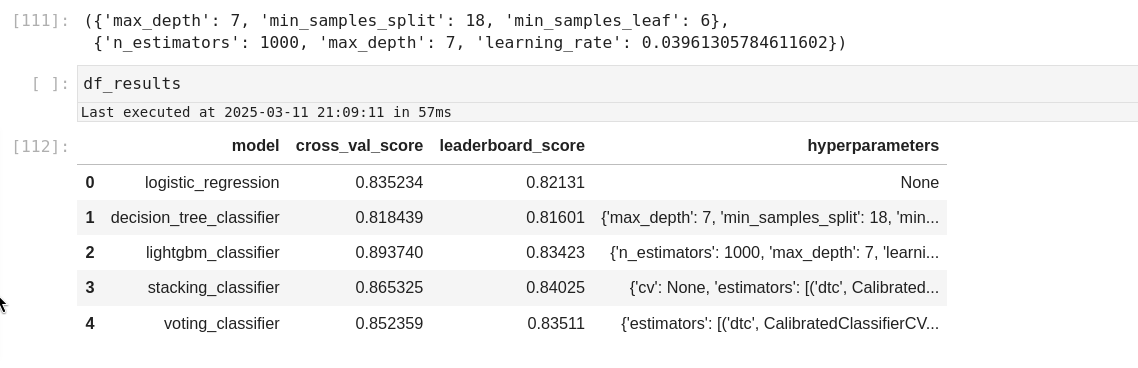 [111]: ({'max_depth': 7, 'min_samples_split': 18, 'min_samples_leaf': 6},
{'n_estimators': 1000, 'max_depth': 7, 'learning_rate': 0.03961305784611602})
[ ]: df_results
Last executed at 2025-03-11 21:09:11 in 57ms
[112]: model cross_val_score leaderboard_score hyperparameters
0 logistic_regression 0.835234 0.82131 None
1 decision_tree_classifier 0.818439 0.81601 {'max_depth': 7, 'min_samples_split': 18, 'min...
2 lightgbm_classifier 0.893740 0.83423 {'n_estimators': 1000, 'max_depth': 7, 'learni...
3 stacking_classifier 0.865325 0.84025 {'cv': None, 'estimators': [('dtc', Calibrated...
4 voting_classifier 0.852359 0.83511 {'estimators': [('dtc', CalibratedClassifierCV...